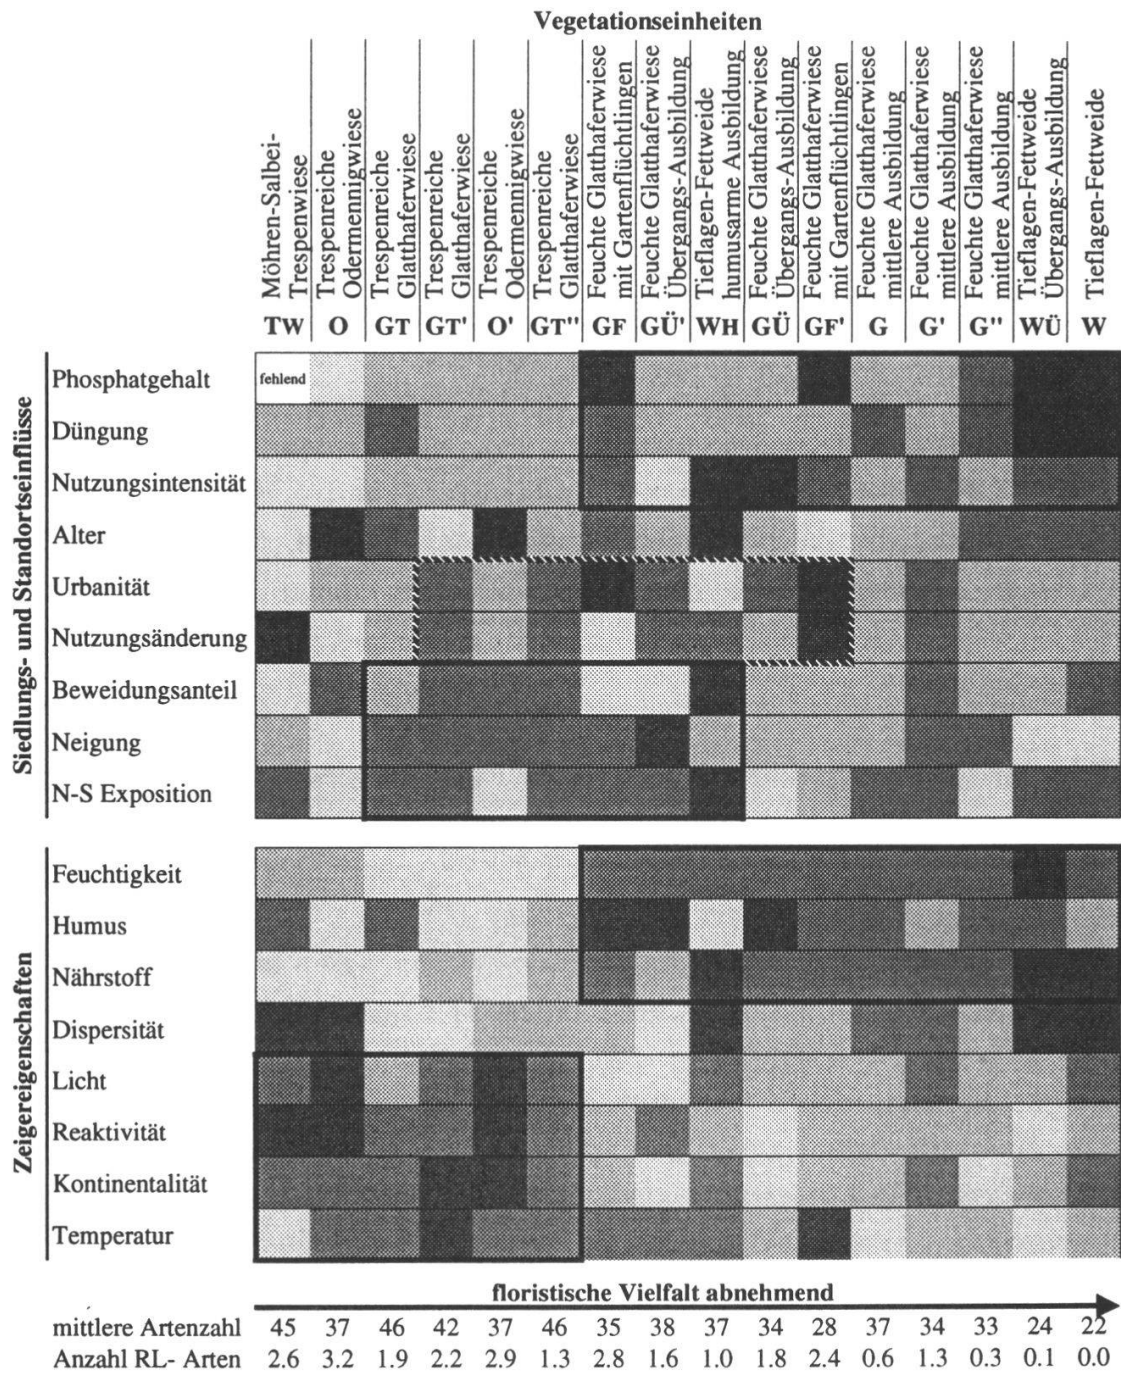 Vegetationseinheiten
Möhren-Salbei-
Trespenwiese
Trespenreiche
Odermennigwiese
Trespenreiche
Glatthaferwiese
Trespenreiche
Glatthaferwiese
Trespenreiche
Odermennigwiese
Trespenreiche
Glatthaferwiese
Feuchte Glatthaferwiese
mit Gartenflüchtlingen
Feuchte Glatthaferwiese
Übergangs-Ausbildung
Tieflagen-Fettweide
humusarme Ausbildung
Feuchte Glatthaferwiese
Übergangs-Ausbildung
Feuchte Glatthaferwiese
mit Gartenflüchtlingen
Feuchte Glatthaferwiese
mittlere Ausbildung
Feuchte Glatthaferwiese
mittlere Ausbildung
Feuchte Glatthaferwiese
mittlere Ausbildung
Tieflagen-Fettweide
Übergangs-Ausbildung
Tieflagen-Fettweide
TW O GT GT' O' GT'' GF GÜ' WH GÜ GF' G G' G'' WÜ W
Siedlungs- und Standortseinflüsse
Phosphatgehalt fehlend
Düngung
Nutzungsintensität
Alter
Urbanität
Nutzungsänderung
Beweidungsanteil
Neigung
N-S Exposition
Zeigereigenschaften
Feuchtigkeit
Humus
Nährstoff
Dispersität
Licht
Reaktivität
Kontinentalität
Temperatur
floristische Vielfalt abnehmend
mittlere Artenzahl 45 37 46 42 37 46 35 38 37 34 28 37 34 33 24 22
Anzahl RL- Arten 2.6 3.2 1.9 2.2 2.9 1.3 2.8 1.6 1.0 1.8 2.4 0.6 1.3 0.3 0.1 0.0